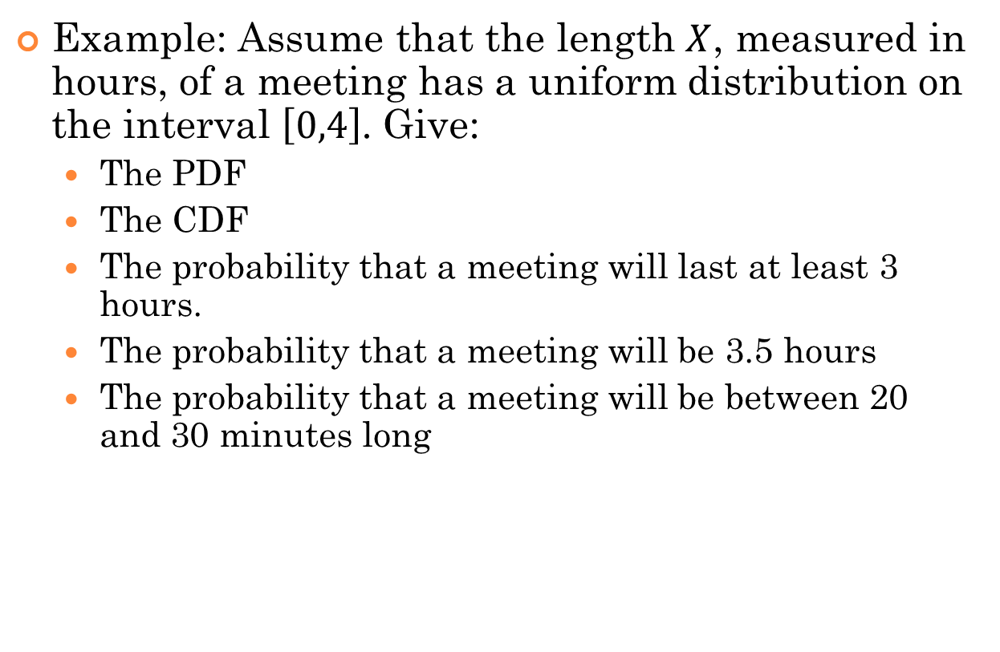 Example: Assume that the length X, measured in
hours, of a meeting has a uniform distribution on
the interval [0,4]. Give:
• The PDF
• The CDF
• The probability that a meeting will last at least 3
hours.
• The probability that a meeting will be 3.5 hours
• The probability that a meeting will be between 20
and 30 minutes long